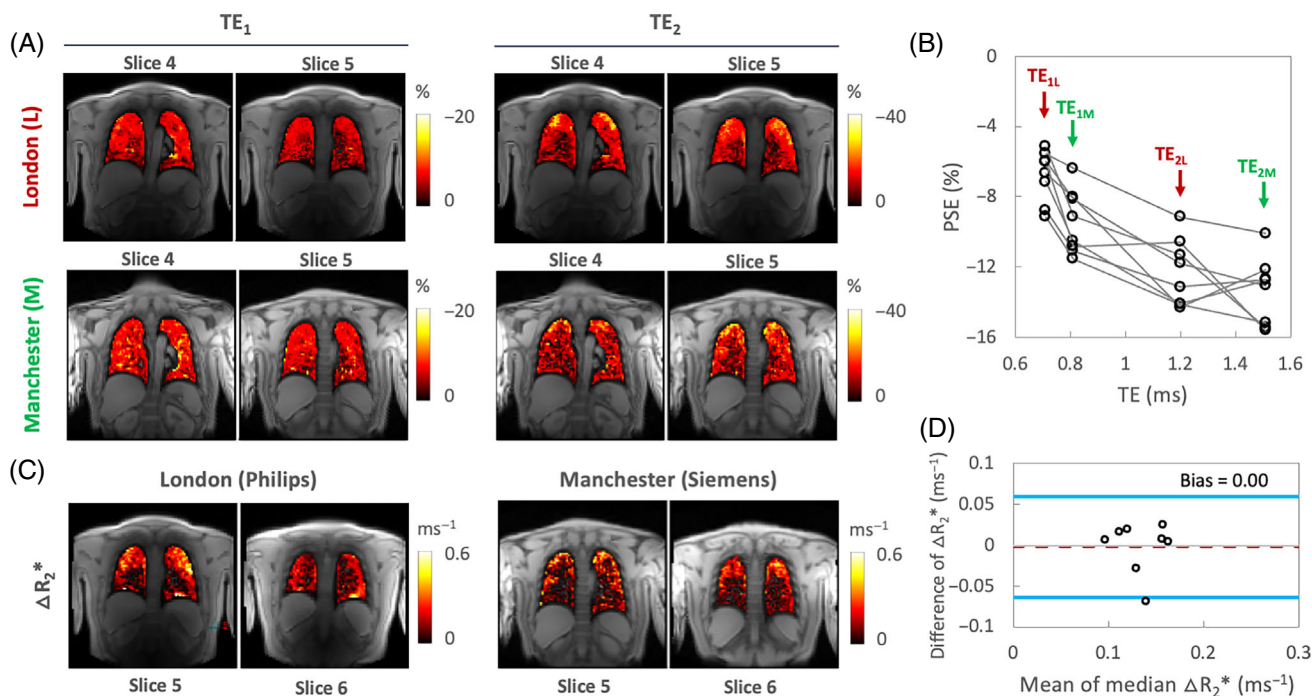 (A)
TE₁
TE₂
Slice 4
Slice 5
Slice 4
Slice 5
London (L)
%
−20
0
%
−40
0
Slice 4
Slice 5
Slice 4
Slice 5
Manchester (M)
%
−20
0
%
−40
0
(B)
0
−4
−8
−12
−16
PSE (%)
TE₁L
TE₁M
TE₂L
TE₂M
0.6
0.8
1
1.2
1.4
1.6
TE (ms)
(C)
London (Philips)
Manchester (Siemens)
ΔR₂*
ms⁻¹
0.6
0
ms⁻¹
0.6
0
Slice 5
Slice 6
Slice 5
Slice 6
(D)
Difference of ΔR₂* (ms⁻¹)
0.1
0.05
0
−0.05
−0.1
Bias = 0.00
0
0.1
0.2
0.3
Mean of median ΔR₂* (ms⁻¹)